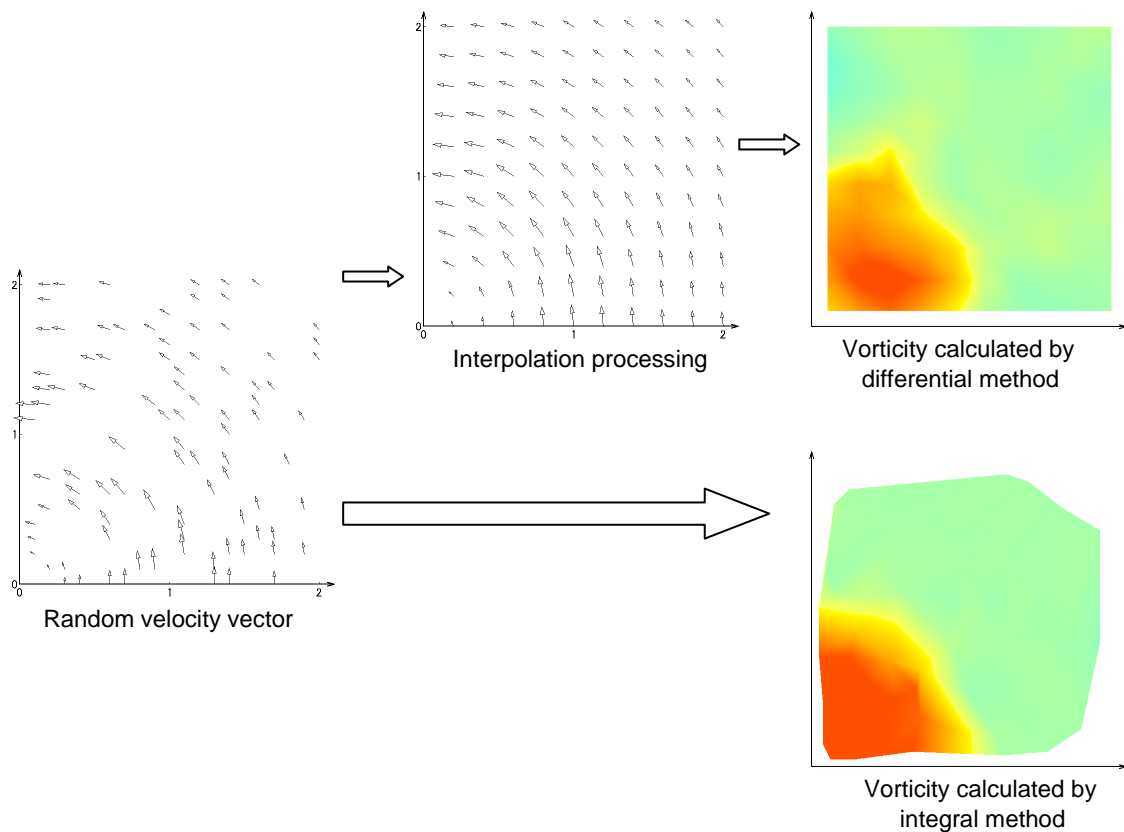 2
1
0
0
1
2
Interpolation processing
Vorticity calculated by
differential method
2
1
0
0
1
2
Random velocity vector
Vorticity calculated by
integral method